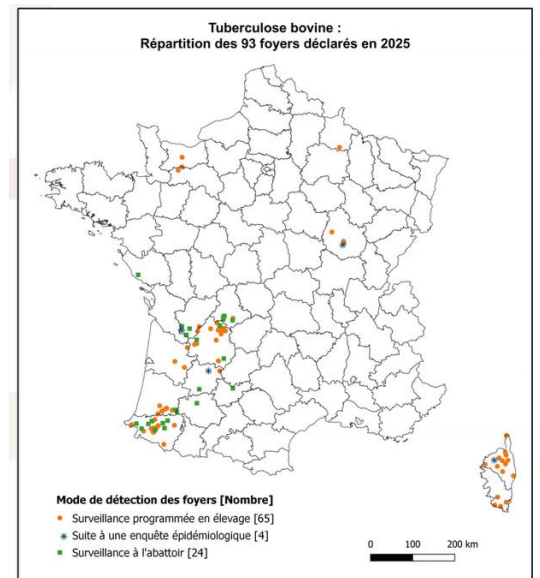 Tuberculose bovine :
Répartition des 93 foyers déclarés en 2025
Mode de détection des foyers [Nombre]
Surveillance programmée en élevage [65]
Suite à une enquête épidémiologique [4]
Surveillance à l'abattoir [24]
0 100 200 km